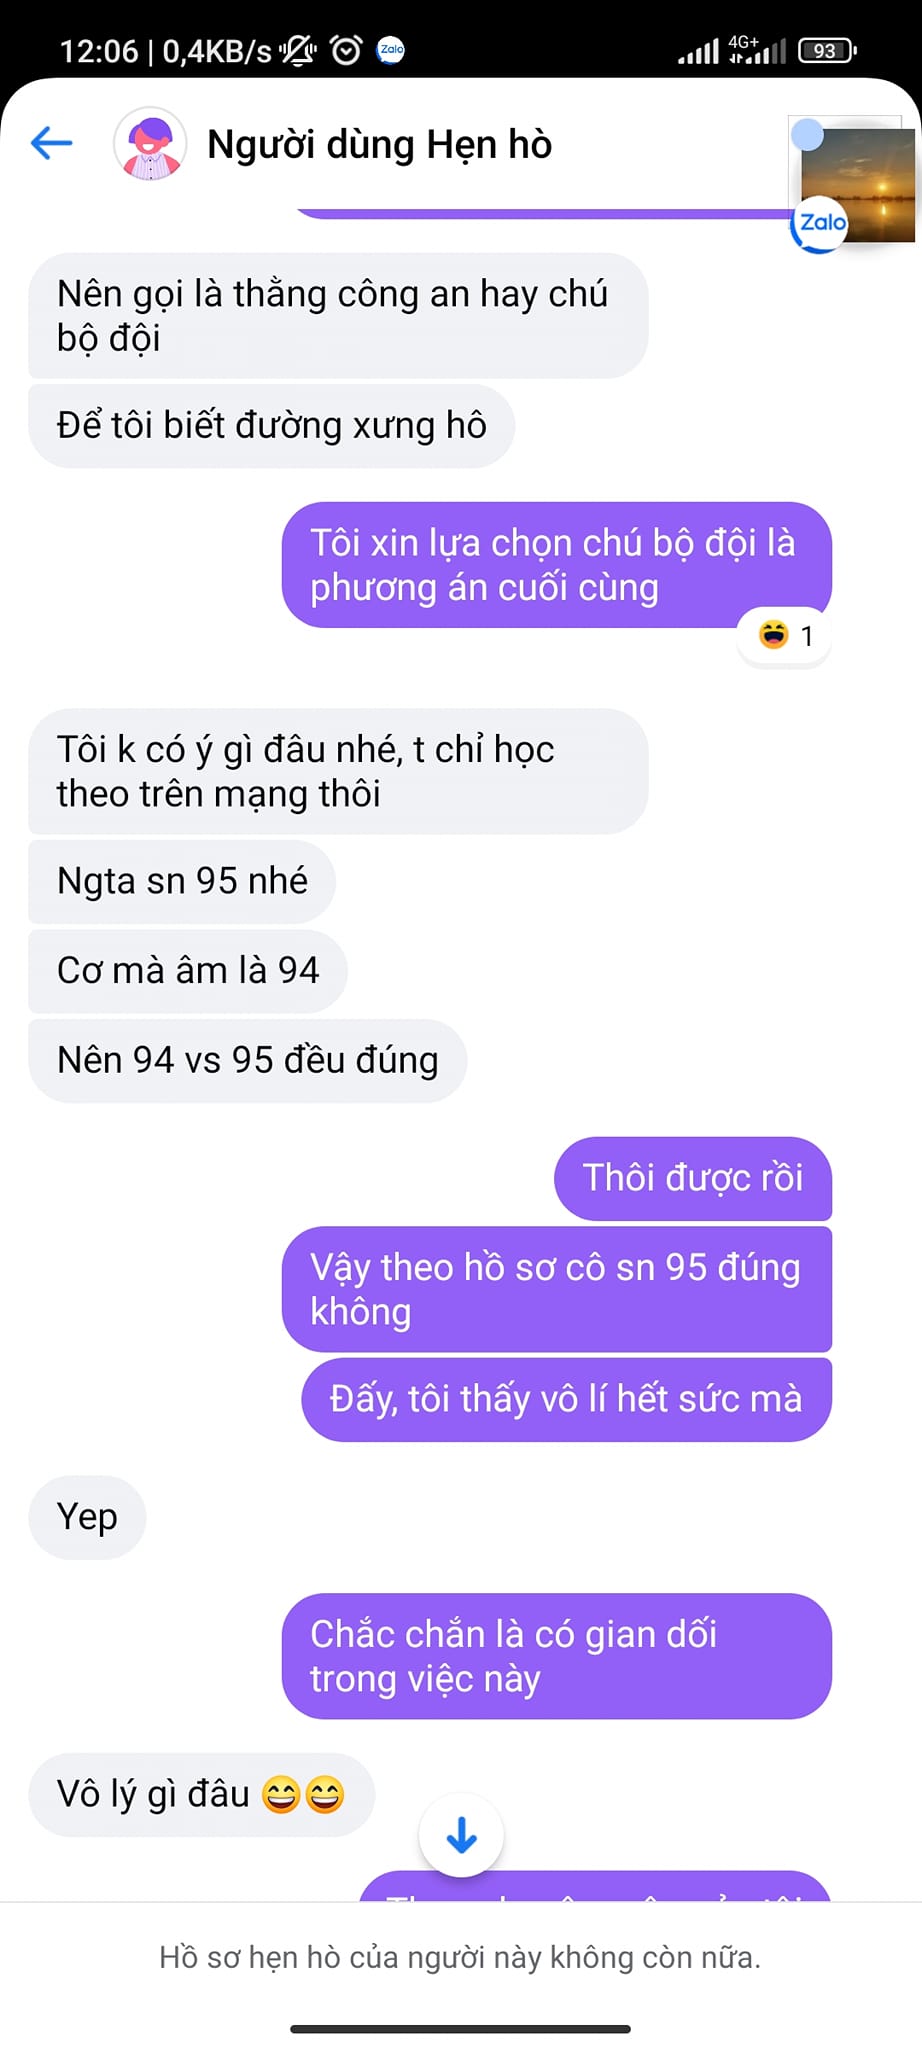 12:06 | 0,4KB/s
Zalo
4G+
93
Người dùng Hẹn hò
Zalo
Nên gọi là thằng công an hay chú
bộ đội
Để tôi biết đường xưng hô
Tôi xin lựa chọn chú bộ đội là
phương án cuối cùng
1
Tôi k có ý gì đâu nhé, t chỉ học
theo trên mạng thôi
Ngta sn 95 nhé
Cơ mà âm là 94
Nên 94 vs 95 đều đúng
Thôi được rồi
Vậy theo hồ sơ cô sn 95 đúng
không
Đấy, tôi thấy vô lí hết sức mà
Yep
Chắc chắn là có gian dối
trong việc này
Vô lý gì đâu 😄😄
Hồ sơ hẹn hò của người này không còn nữa.